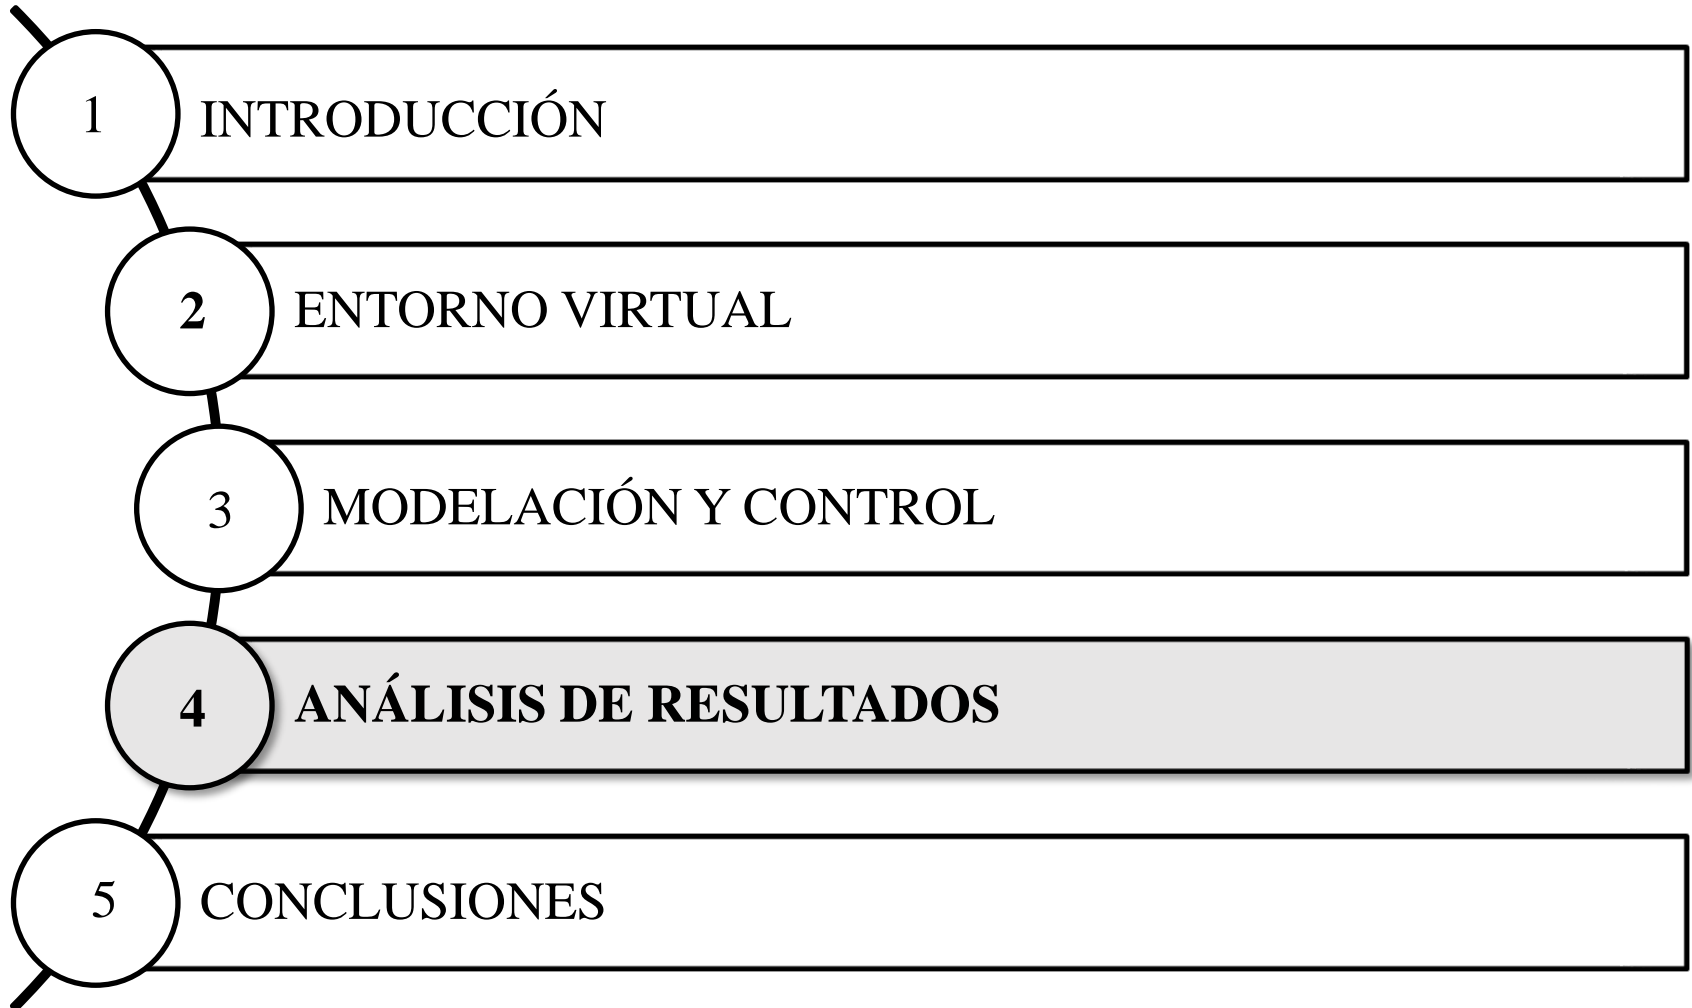 1 INTRODUCCIÓN
2 ENTORNO VIRTUAL
3 MODELACIÓN Y CONTROL
4 ANÁLISIS DE RESULTADOS
5 CONCLUSIONES